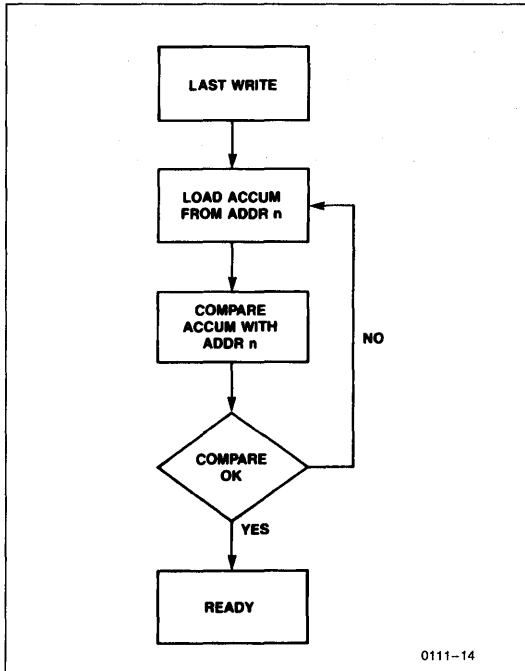 LAST WRITE
LOAD ACCUM
FROM ADDR n
COMPARE
ACCUM WITH
ADDR n
NO
COMPARE
OK
YES
READY
0111–14